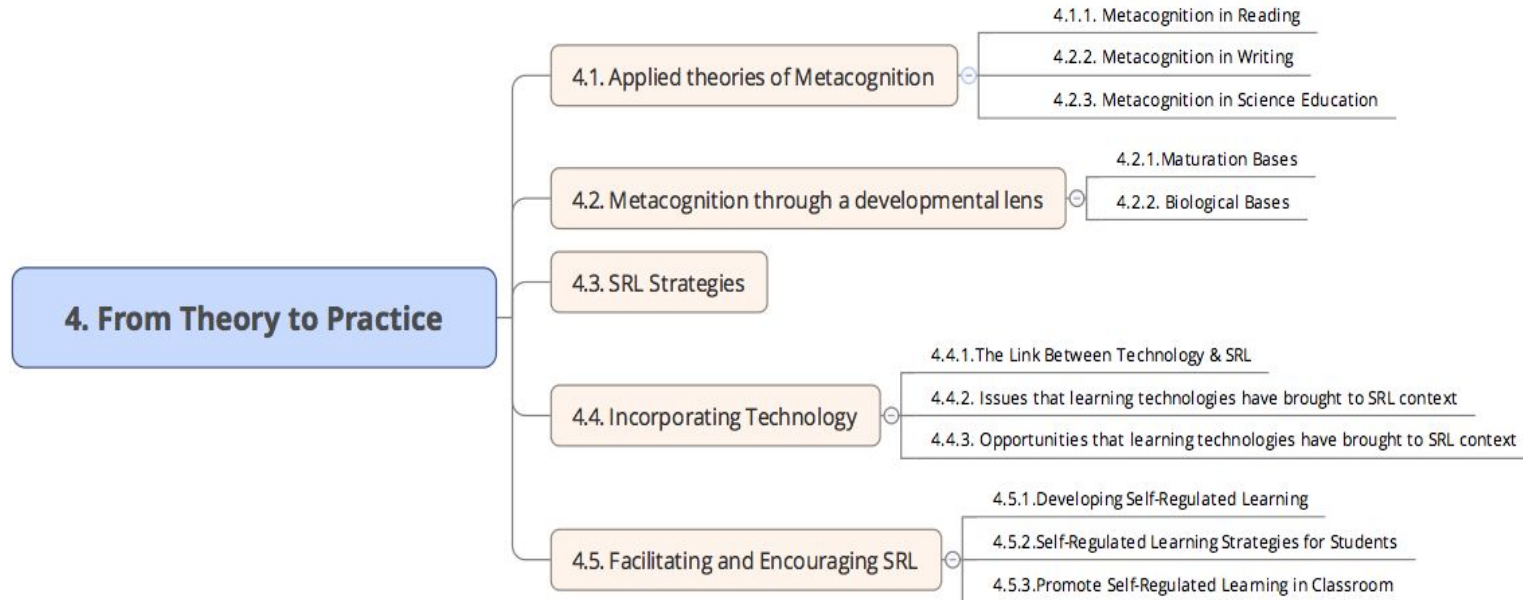 4. From Theory to Practice
4.1. Applied theories of Metacognition
4.1.1. Metacognition in Reading
4.2.2. Metacognition in Writing
4.2.3. Metacognition in Science Education
4.2. Metacognition through a developmental lens
4.2.1.Maturation Bases
4.2.2. Biological Bases
4.3. SRL Strategies
4.4. Incorporating Technology
4.4.1.The Link Between Technology & SRL
4.4.2. Issues that learning technologies have brought to SRL context
4.4.3. Opportunities that learning technologies have brought to SRL context
4.5. Facilitating and Encouraging SRL
4.5.1.Developing Self-Regulated Learning
4.5.2.Self-Regulated Learning Strategies for Students
4.5.3.Promote Self-Regulated Learning in Classroom